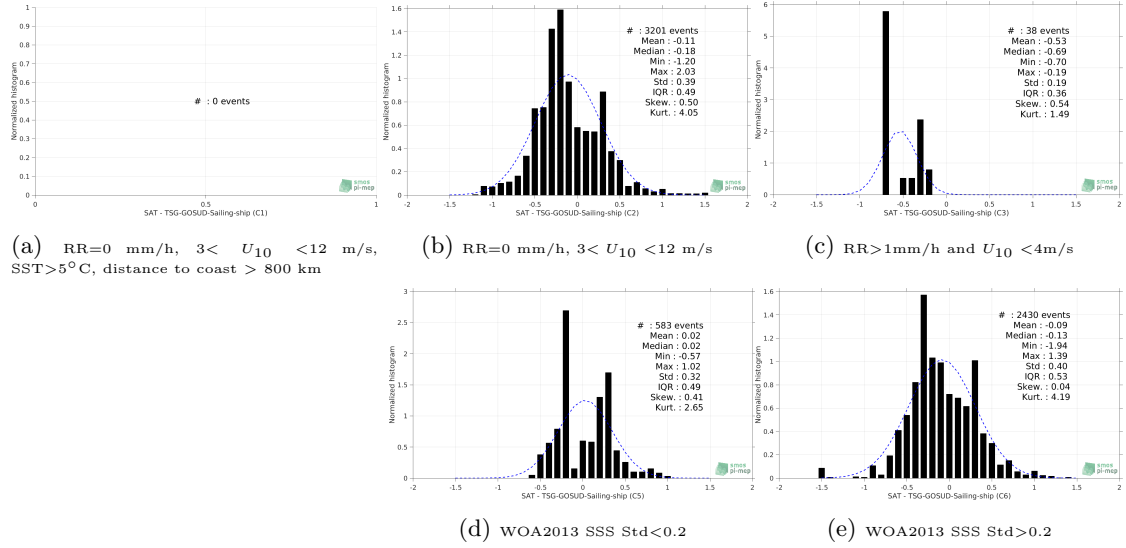 1
0.9
0.8
0.7
0.6
0.5
0.4
0.3
0.2
0.1
0
Normalized histogram
# : 0 events
0 0.5 1
SAT - TSG-GOSUD-Sailing-ship (C1)
smos
pi-mep
(a) RR=0 mm/h, 3< U10 <12 m/s,
SST>5°C, distance to coast > 800 km
1.6
1.4
1.2
1
0.8
0.6
0.4
0.2
0
Normalized histogram
# : 3201 events
Mean : -0.11
Median : -0.18
Min : -1.20
Max : 2.03
Std : 0.39
IQR : 0.49
Skew. : 0.50
Kurt. : 4.05
smos
pi-mep
-2 -1.5 -1 -0.5 0 0.5 1 1.5 2
SAT - TSG-GOSUD-Sailing-ship (C2)
(b) RR=0 mm/h, 3< U10 <12 m/s
6
5
4
3
2
1
0
Normalized histogram
# : 38 events
Mean : -0.53
Median : -0.69
Min : -0.70
Max : -0.19
Std : 0.19
IQR : 0.36
Skew. : 0.54
Kurt. : 1.49
smos
pi-mep
-2 -1.5 -1 -0.5 0 0.5 1 1.5 2
SAT - TSG-GOSUD-Sailing-ship (C3)
(c) RR>1mm/h and U10 <4m/s
3
2.5
2
1.5
1
0.5
0
Normalized histogram
# : 583 events
Mean : 0.02
Median : 0.02
Min : -0.57
Max : 1.02
Std : 0.32
IQR : 0.49
Skew. : 0.41
Kurt. : 2.65
smos
pi-mep
-2 -1.5 -1 -0.5 0 0.5 1 1.5 2
SAT - TSG-GOSUD-Sailing-ship (C5)
(d) WOA2013 SSS Std<0.2
1.6
1.4
1.2
1
0.8
0.6
0.4
0.2
0
Normalized histogram
# : 2430 events
Mean : -0.09
Median : -0.13
Min : -1.94
Max : 1.39
Std : 0.40
IQR : 0.53
Skew. : 0.04
Kurt. : 4.19
smos
pi-mep
-2 -1.5 -1 -0.5 0 0.5 1 1.5 2
SAT - TSG-GOSUD-Sailing-ship (C6)
(e) WOA2013 SSS Std>0.2